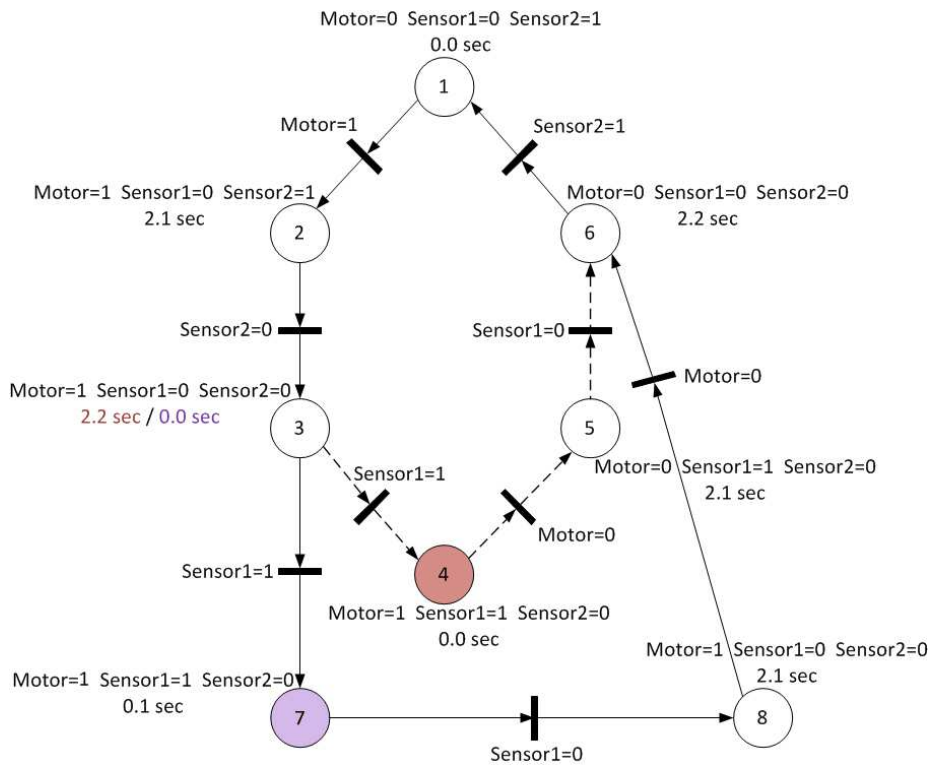 Motor=0 Sensor1=0 Sensor2=1
0.0 sec
1
Motor=1
Sensor2=1
Motor=1 Sensor1=0 Sensor2=1
2.1 sec
2
Motor=0 Sensor1=0 Sensor2=0
2.2 sec
6
Sensor2=0
Sensor1=0
Motor=1 Sensor1=0 Sensor2=0
2.2 sec / 0.0 sec
3
Motor=0
5
Motor=0 Sensor1=1 Sensor2=0
2.1 sec
Sensor1=1
Motor=0
Sensor1=1
4
Motor=1 Sensor1=1 Sensor2=0
0.0 sec
Motor=1 Sensor1=1 Sensor2=0
0.1 sec
7
Motor=1 Sensor1=0 Sensor2=0
2.1 sec
8
Sensor1=0